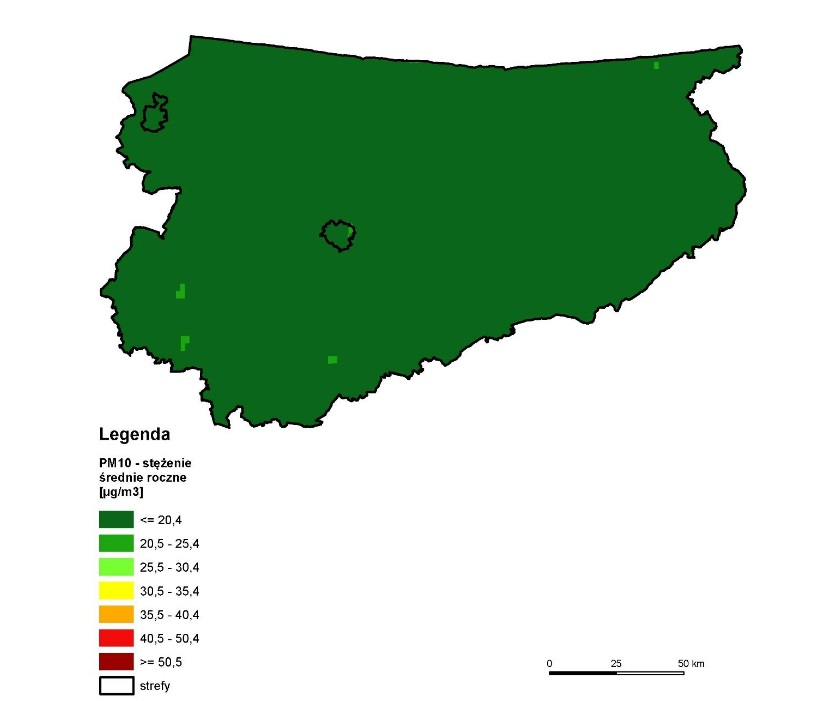 Legenda
PM10 - stężenie
średnie roczne
[µg/m3]
<= 20,4
20,5 - 25,4
25,5 - 30,4
30,5 - 35,4
35,5 - 40,4
40,5 - 50,4
>= 50,5
strefy
0 25 50 km